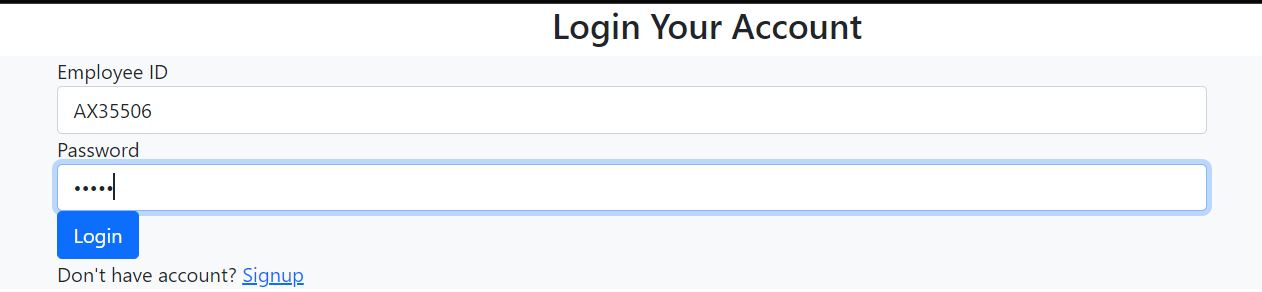 Login Your Account
Employee ID
AX35506
Password
•••••
Login
Don't have account? Signup